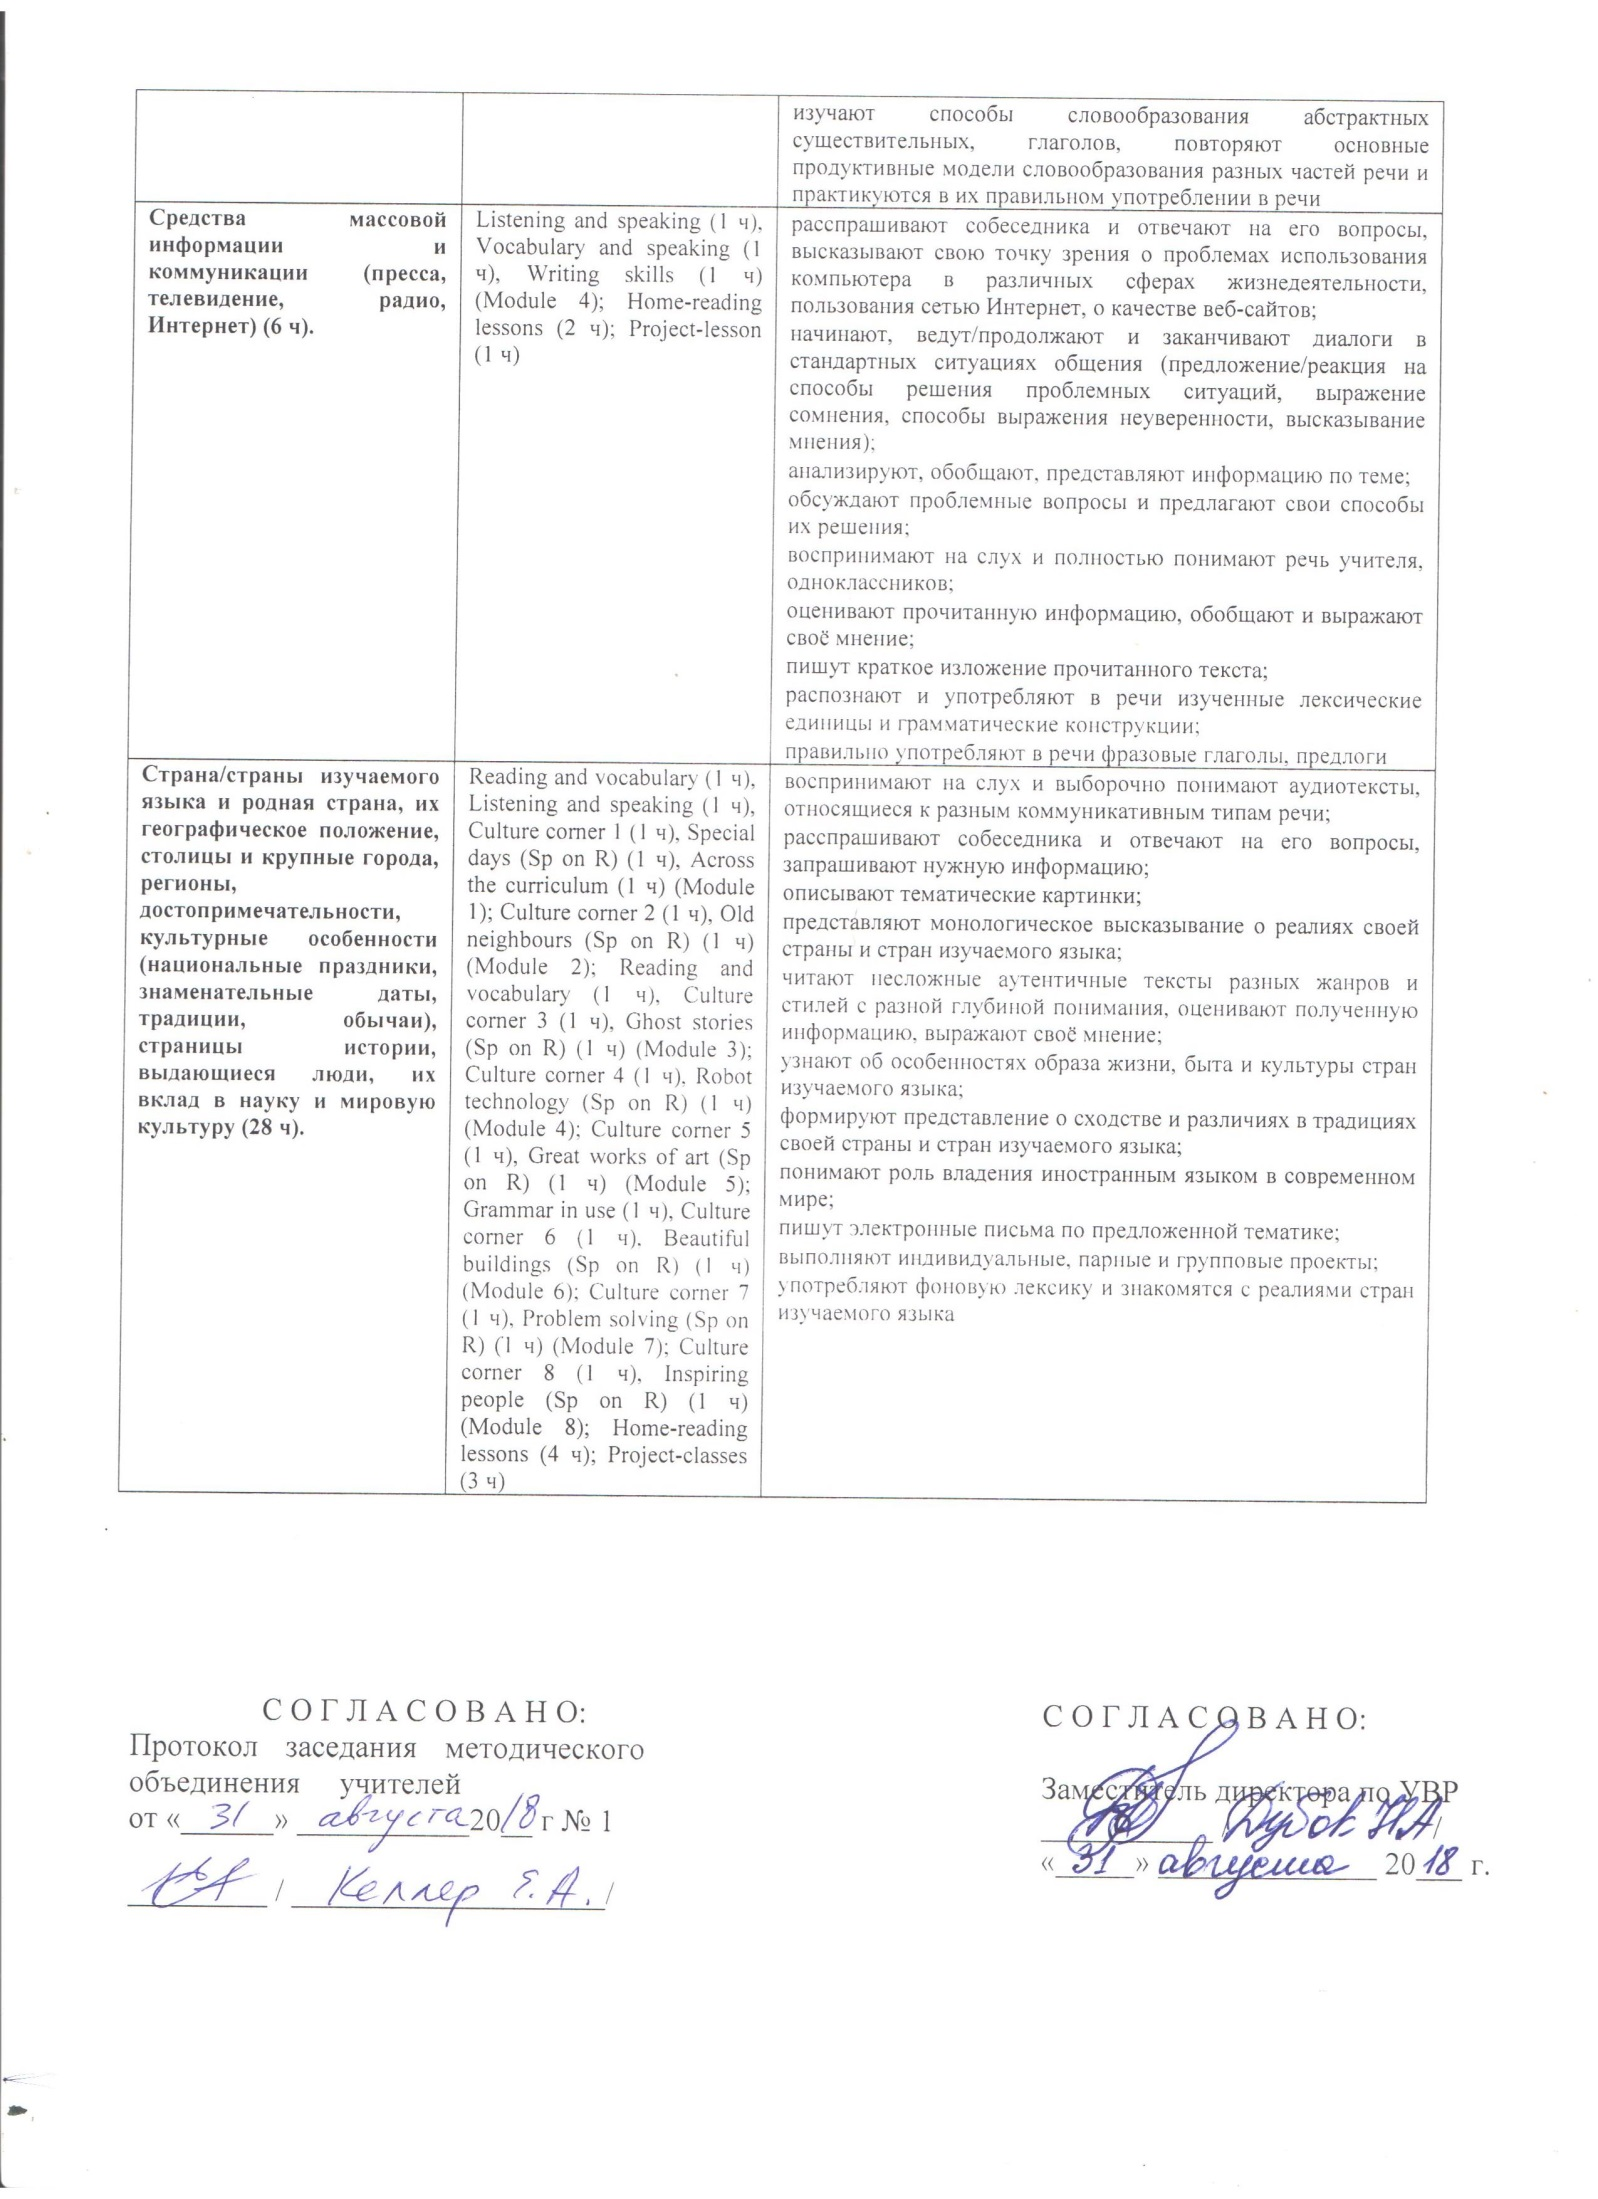 изучают способы словообразования абстрактных
существительных, глаголов, повторяют основные
продуктивные модели словообразования разных частей речи и
практикуются в их правильном употреблении в речи
Средства массовой
информации и
коммуникации (пресса,
телевидение, радио,
Интернет) (6 ч).
Listening and speaking (1 ч),
Vocabulary and speaking (1
ч), Writing skills (1 ч)
(Module 4); Home-reading
lessons (2 ч); Project-lesson
(1 ч)
расспрашивают собеседника и отвечают на его вопросы,
высказывают свою точку зрения о проблемах использования
компьютера в различных сферах жизнедеятельности,
пользования сетью Интернет, о качестве веб-сайтов;
начинают, ведут/продолжают и заканчивают диалоги в
стандартных ситуациях общения (предложение/реакция на
способы решения проблемных ситуаций, выражение
сомнения, способы выражения неуверенности, высказывание
мнения);
анализируют, обобщают, представляют информацию по теме;
обсуждают проблемные вопросы и предлагают свои способы
их решения;
воспринимают на слух и полностью понимают речь учителя,
одноклассников;
оценивают прочитанную информацию, обобщают и выражают
своё мнение;
пишут краткое изложение прочитанного текста;
распознают и употребляют в речи изученные лексические
единицы и грамматические конструкции;
правильно употребляют в речи фразовые глаголы, предлоги
Страна/страны изучаемого
языка и родная страна, их
географическое положение,
столицы и крупные города,
регионы,
достопримечательности,
культурные особенности
(национальные праздники,
знаменательные даты,
традиции, обычаи),
страницы истории,
выдающиеся люди, их
вклад в науку и мировую
культуру (28 ч).
Reading and vocabulary (1 ч),
Listening and speaking (1 ч),
Culture corner 1 (1 ч), Special
days (Sp on R) (1 ч), Across
the curriculum (1 ч) (Module
1); Culture corner 2 (1 ч), Old
neighbours (Sp on R) (1 ч)
(Module 2); Reading and
vocabulary (1 ч), Culture
corner 3 (1 ч), Ghost stories
(Sp on R) (1 ч) (Module 3);
Culture corner 4 (1 ч), Robot
technology (Sp on R) (1 ч)
(Module 4); Culture corner 5
(1 ч), Great works of art (Sp
on R) (1 ч) (Module 5);
Grammar in use (1 ч), Culture
corner 6 (1 ч). Beautiful
buildings (Sp on R) (1 ч)
(Module 6); Culture corner 7
(1 ч), Problem solving (Sp on
R) (1 ч) (Module 7); Culture
corner 8 (1 ч), Inspiring
people (Sp on R) (1 ч)
(Module 8); Home-reading
lessons (4 ч); Project-classes
(3 ч)
воспринимают на слух и выборочно понимают аудиотексты,
относящиеся к разным коммуникативным типам речи;
расспрашивают собеседника и отвечают на его вопросы,
запрашивают нужную информацию;
описывают тематические картинки;
представляют монологическое высказывание о реалиях своей
страны и стран изучаемого языка;
читают несложные аутентичные тексты разных жанров и
стилей с разной глубиной понимания, оценивают полученную
информацию, выражают своё мнение;
узнают об особенностях образа жизни, быта и культуры стран
изучаемого языка;
формируют представление о сходстве и различиях в традициях
своей страны и стран изучаемого языка;
понимают роль владения иностранным языком в современном
мире;
пишут электронные письма по предложенной тематике;
выполняют индивидуальные, парные и групповые проекты;
употребляют фоновую лексику и знакомятся с реалиями стран
изучаемого языка
С О Г Л А С О В А Н О:
Протокол заседания методического
объединения учителей
от «31» августа 2018 г № 1
/ Келлер Е.А. /
С О Г Л А С О В А Н О:
Заместитель директора по УВР
/ Дубок Н А /
«31» августа 2018 г.